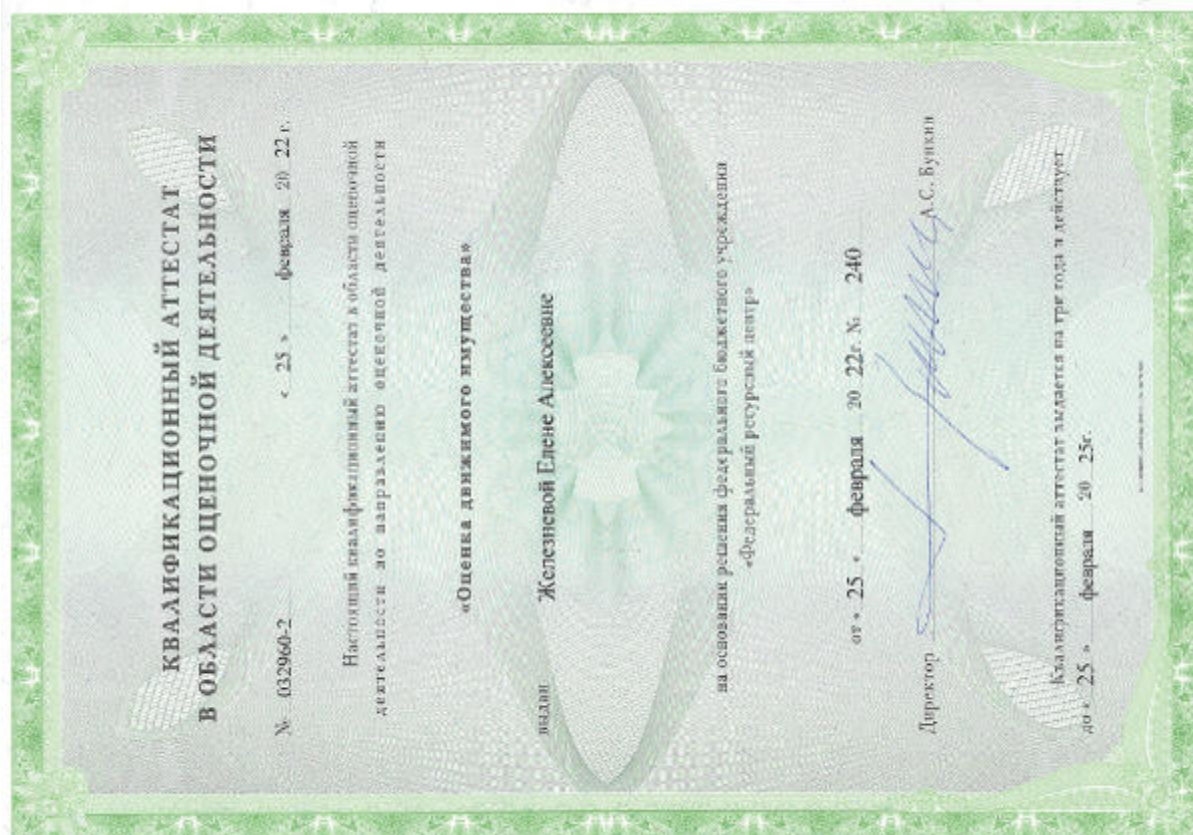 КВАЛИФИКАЦИОННЫЙ АТТЕСТАТ
В ОБЛАСТИ ОЦЕНОЧНОЙ ДЕЯТЕЛЬНОСТИ
№ 032960-2 « 25 » февраля 20 22 г.
Настоящий квалификационный аттестат в области оценочной
деятельности по направлению оценочной деятельности
«Оценка движимого имущества»
выдан Железневой Елене Алексеевне
на основании решения федерального бюджетного учреждения
«Федеральный ресурсный центр»
от « 25 » февраля 20 22г. № 240
Директор А.С. Бункин
Квалификационный аттестат выдается на три года и действует
до « 25 » февраля 20 25г.